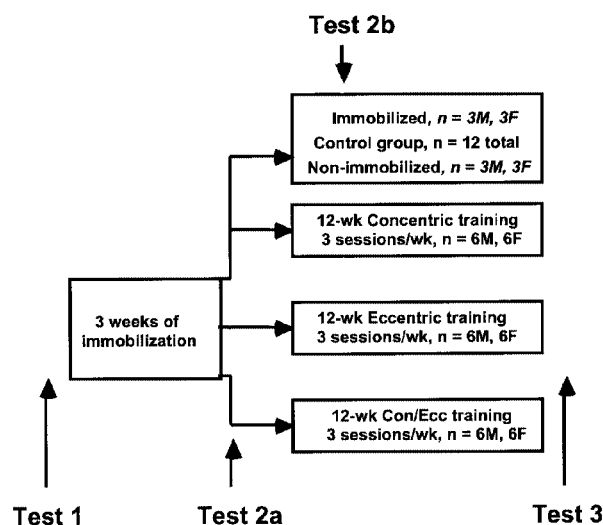 Test 2b
Immobilized, n = 3M, 3F
Control group, n = 12 total
Non-immobilized, n = 3M, 3F
12-wk Concentric training
3 sessions/wk, n = 6M, 6F
3 weeks of
immobilization
12-wk Eccentric training
3 sessions/wk, n = 6M, 6F
12-wk Con/Ecc training
3 sessions/wk, n = 6M, 6F
Test 1
Test 2a
Test 3